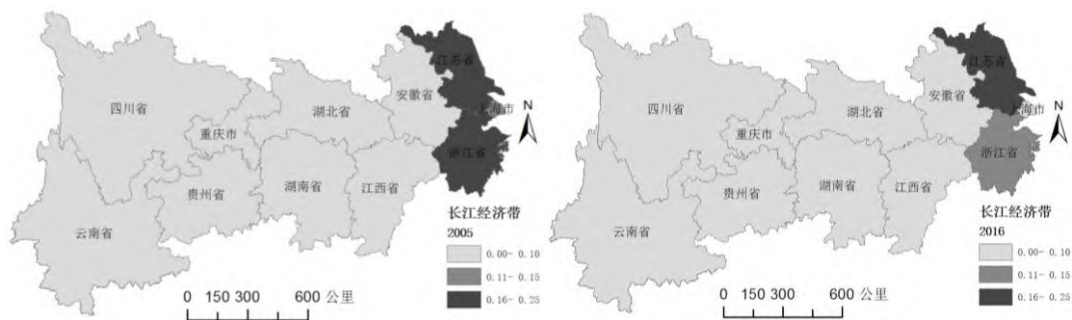 四川省
重庆市
湖北省
安徽省
江苏省
上海市
浙江省
云南省
贵州省
湖南省
江西省
N
长江经济带
2005
0.00- 0.10
0.11- 0.15
0.16- 0.25
0 150 300 600 公里
四川省
重庆市
湖北省
安徽省
江苏省
上海市
浙江省
云南省
贵州省
湖南省
江西省
N
长江经济带
2016
0.00- 0.10
0.11- 0.15
0.16- 0.25
0 150 300 600 公里